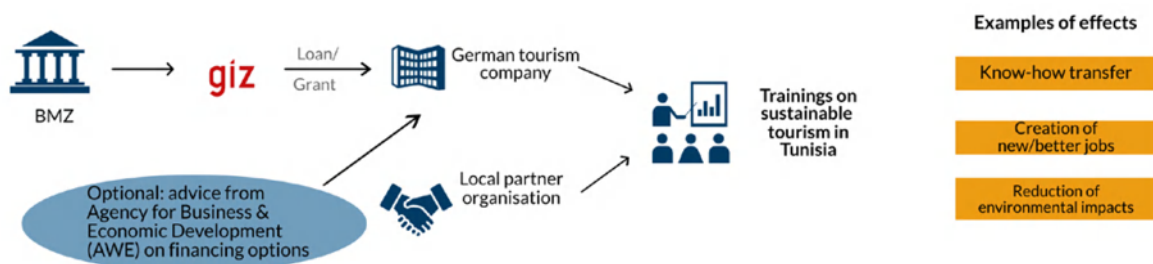 BMZ
giz
Loan/
Grant
German tourism
company
Optional: advice from
Agency for Business &
Economic Development
(AWE) on financing options
Local partner
organisation
Trainings on
sustainable
tourism in
Tunisia
Examples of effects
Know-how transfer
Creation of
new/better jobs
Reduction of
environmental impacts